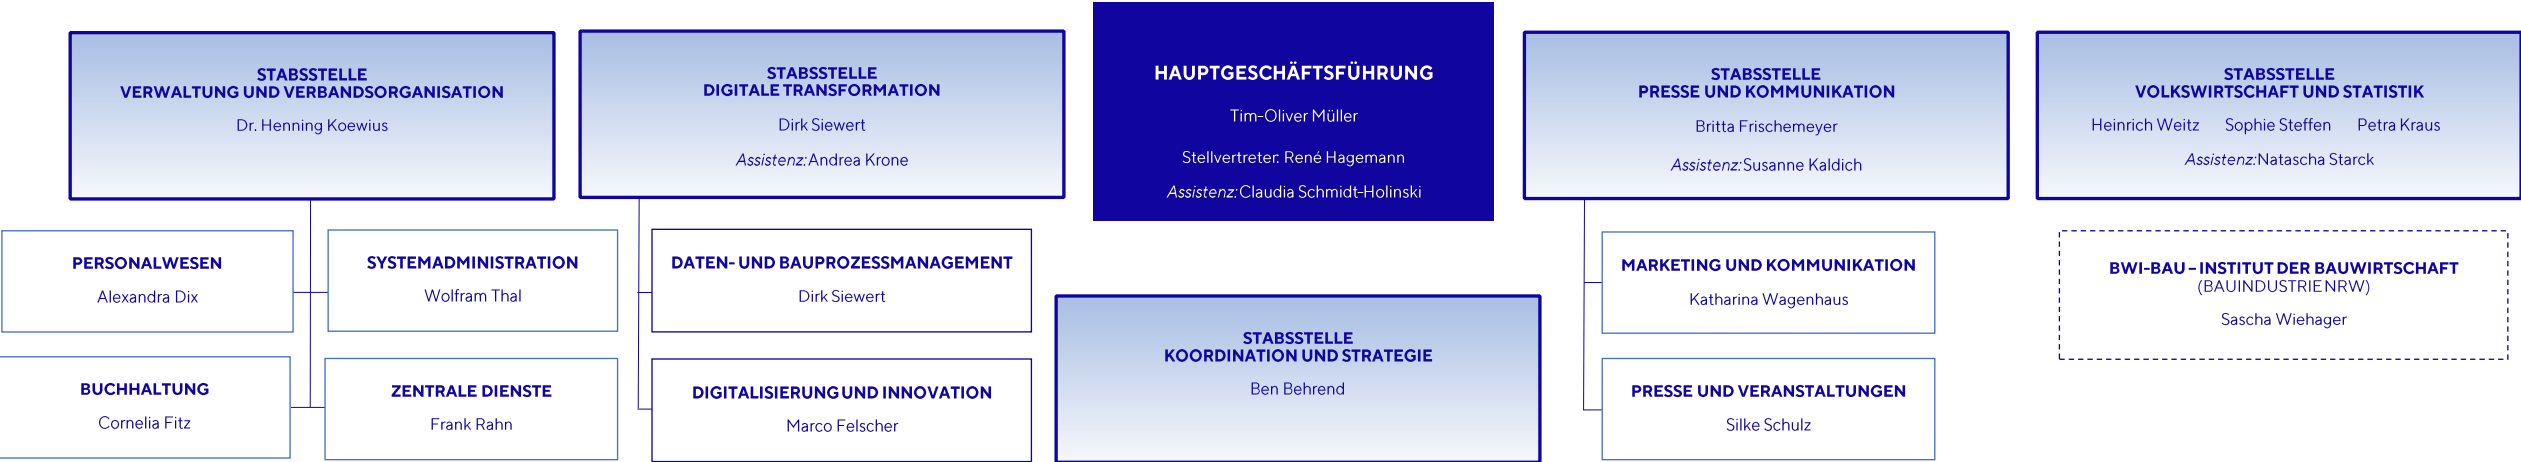 STABSSTELLE
VERWALTUNG UND VERBANDSORGANISATION
Dr. Henning Koewius
PERSONALWESEN
Alexandra Dix
SYSTEMADMINISTRATION
Wolfram Thal
BUCHHALTUNG
Cornelia Fitz
ZENTRALE DIENSTE
Frank Rahn
STABSSTELLE
DIGITALE TRANSFORMATION
Dirk Siewert
Assistenz: Andrea Krone
DATEN- UND BAUPROZESSMANAGEMENT
Dirk Siewert
DIGITALISIERUNG UND INNOVATION
Marco Felscher
HAUPTGESCHÄFTSFÜHRUNG
Tim-Oliver Müller
Stellvertreter: René Hagemann
Assistenz: Claudia Schmidt-Holinski
STABSSTELLE
KOORDINATION UND STRATEGIE
Ben Behrend
STABSSTELLE
PRESSE UND KOMMUNIKATION
Britta Frischemeyer
Assistenz: Susanne Kaldich
MARKETING UND KOMMUNIKATION
Katharina Wagenhaus
PRESSE UND VERANSTALTUNGEN
Silke Schulz
STABSSTELLE
VOLKSWIRTSCHAFT UND STATISTIK
Heinrich Weitz Sophie Steffen Petra Kraus
Assistenz: Natascha Starck
BWI-BAU – INSTITUT DER BAUWIRTSCHAFT
(BAUINDUSTRIE NRW)
Sascha Wiehager